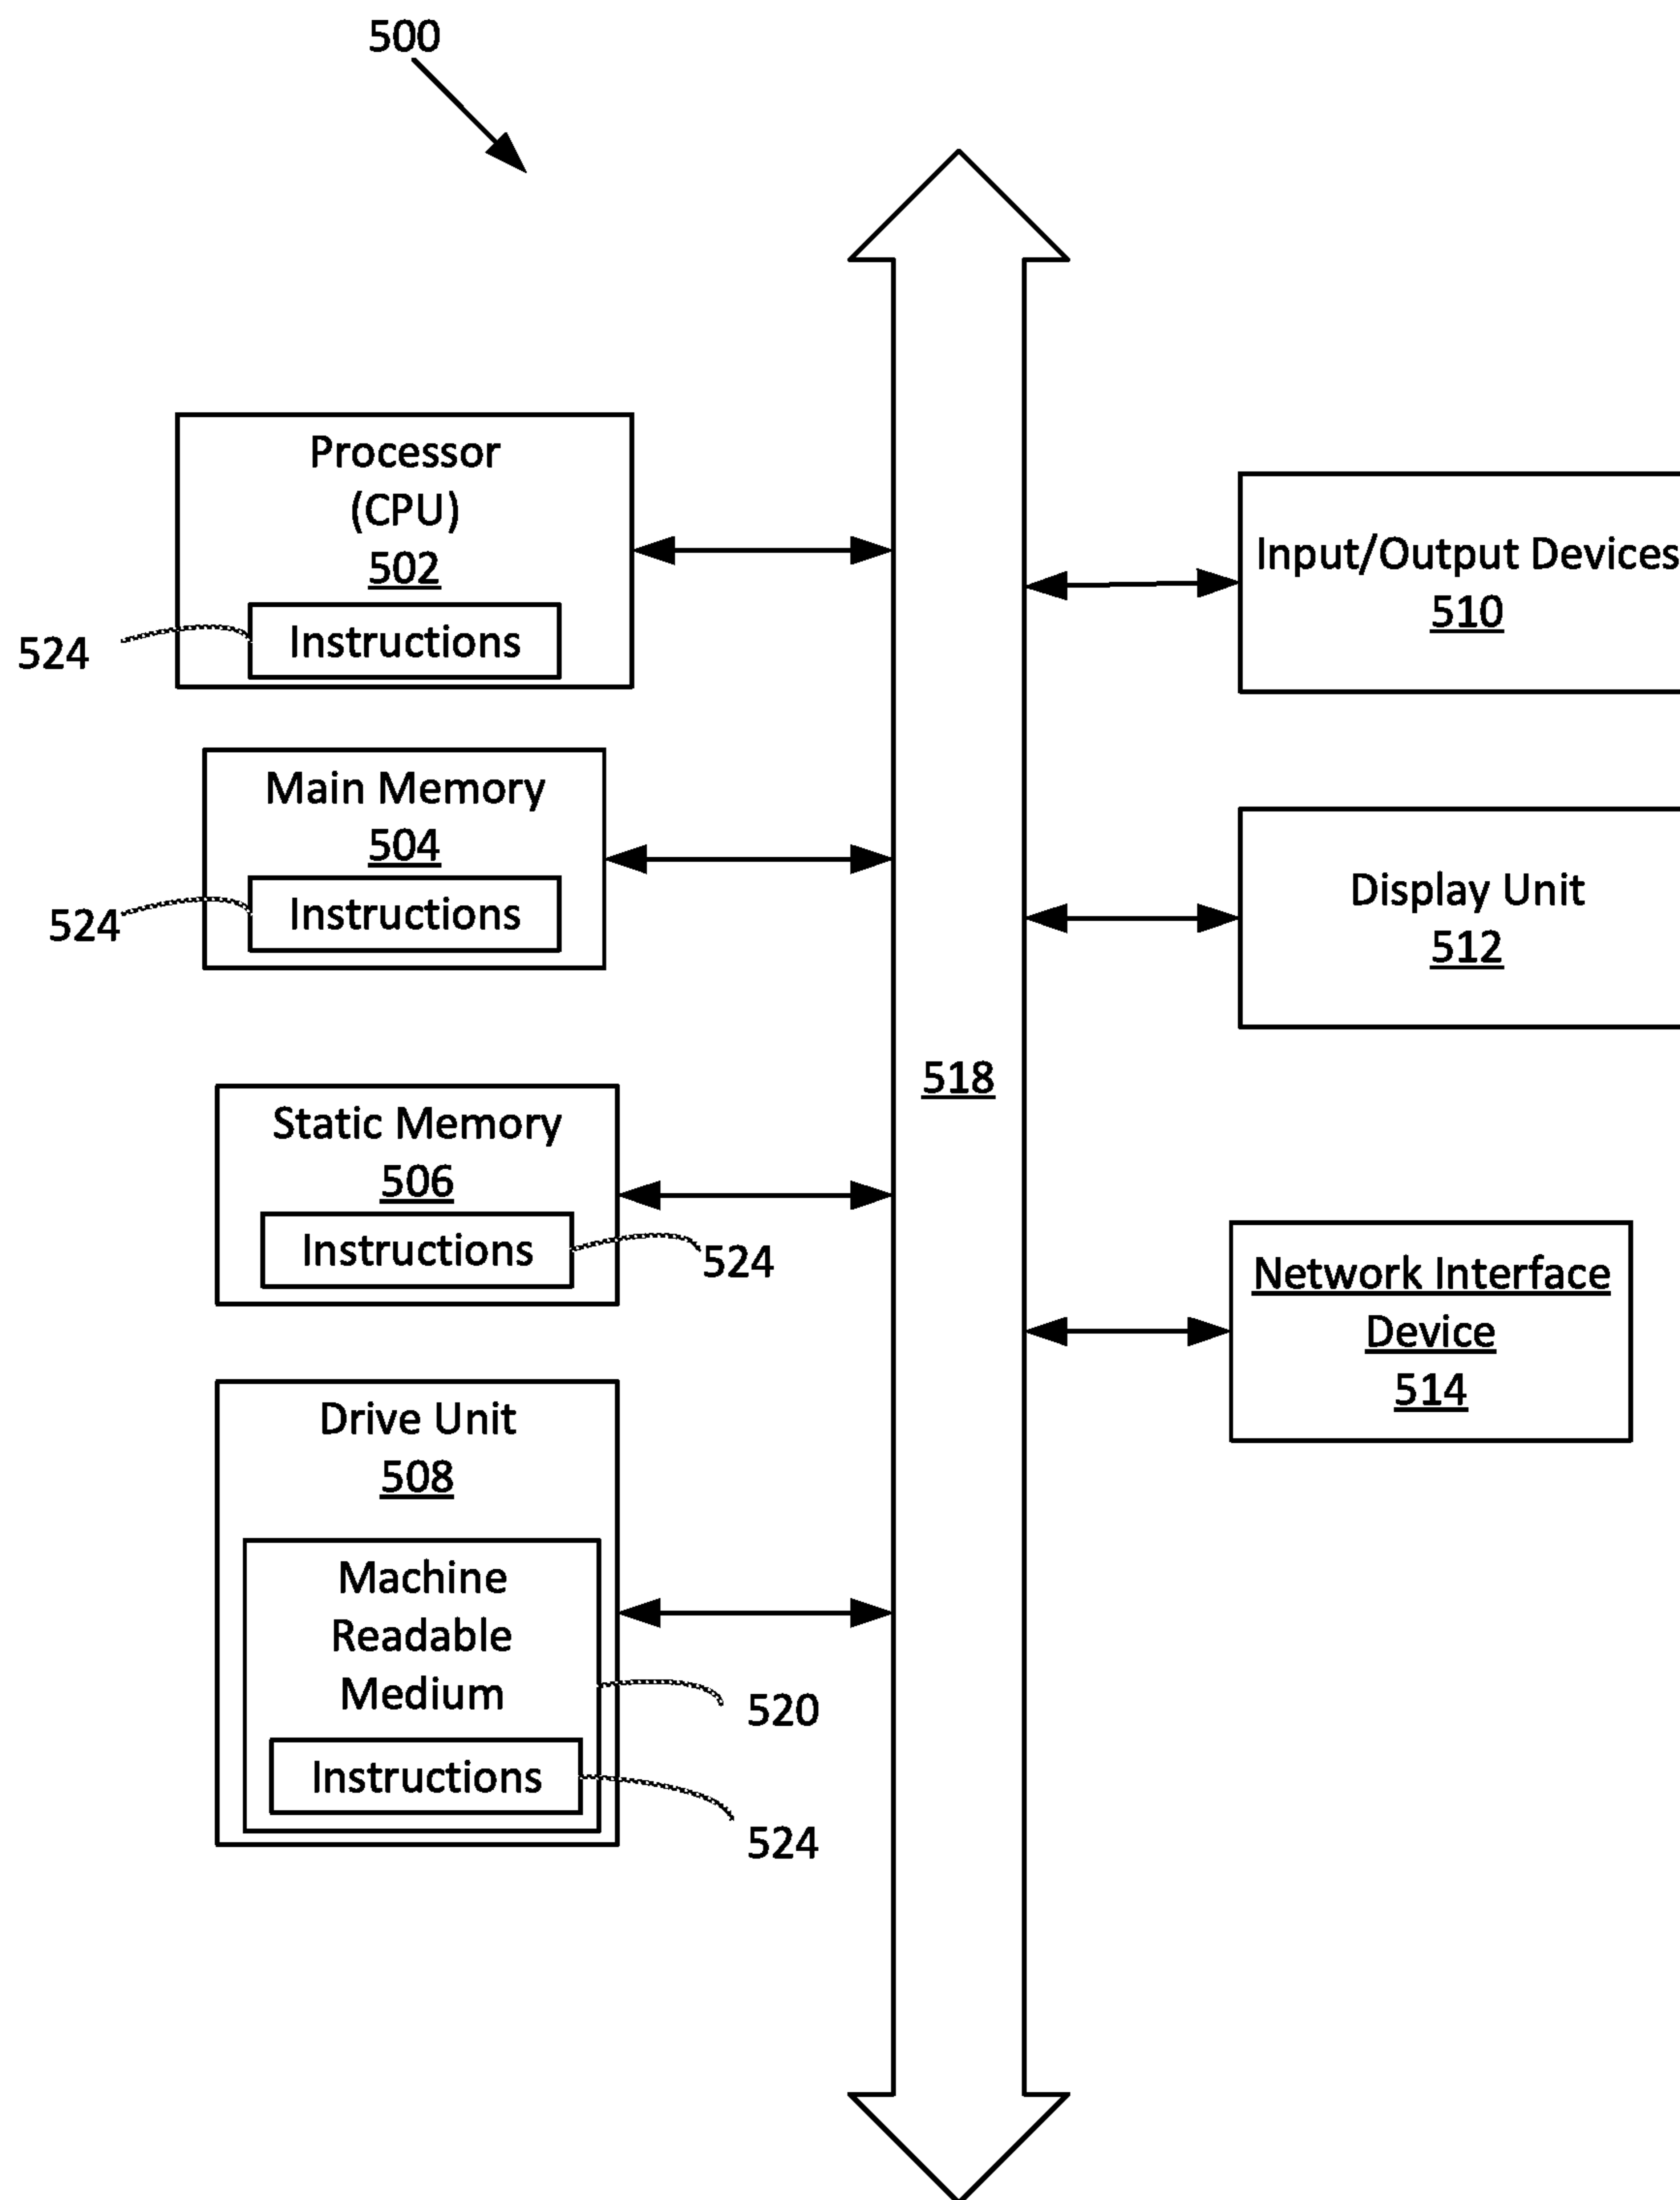 500
Processor
(CPU)
502
Instructions
524
Main Memory
504
Instructions
524
Static Memory
506
Instructions
524
Drive Unit
508
Machine
Readable
Medium
520
Instructions
524
518
Input/Output Devices
510
Display Unit
512
Network Interface
Device
514